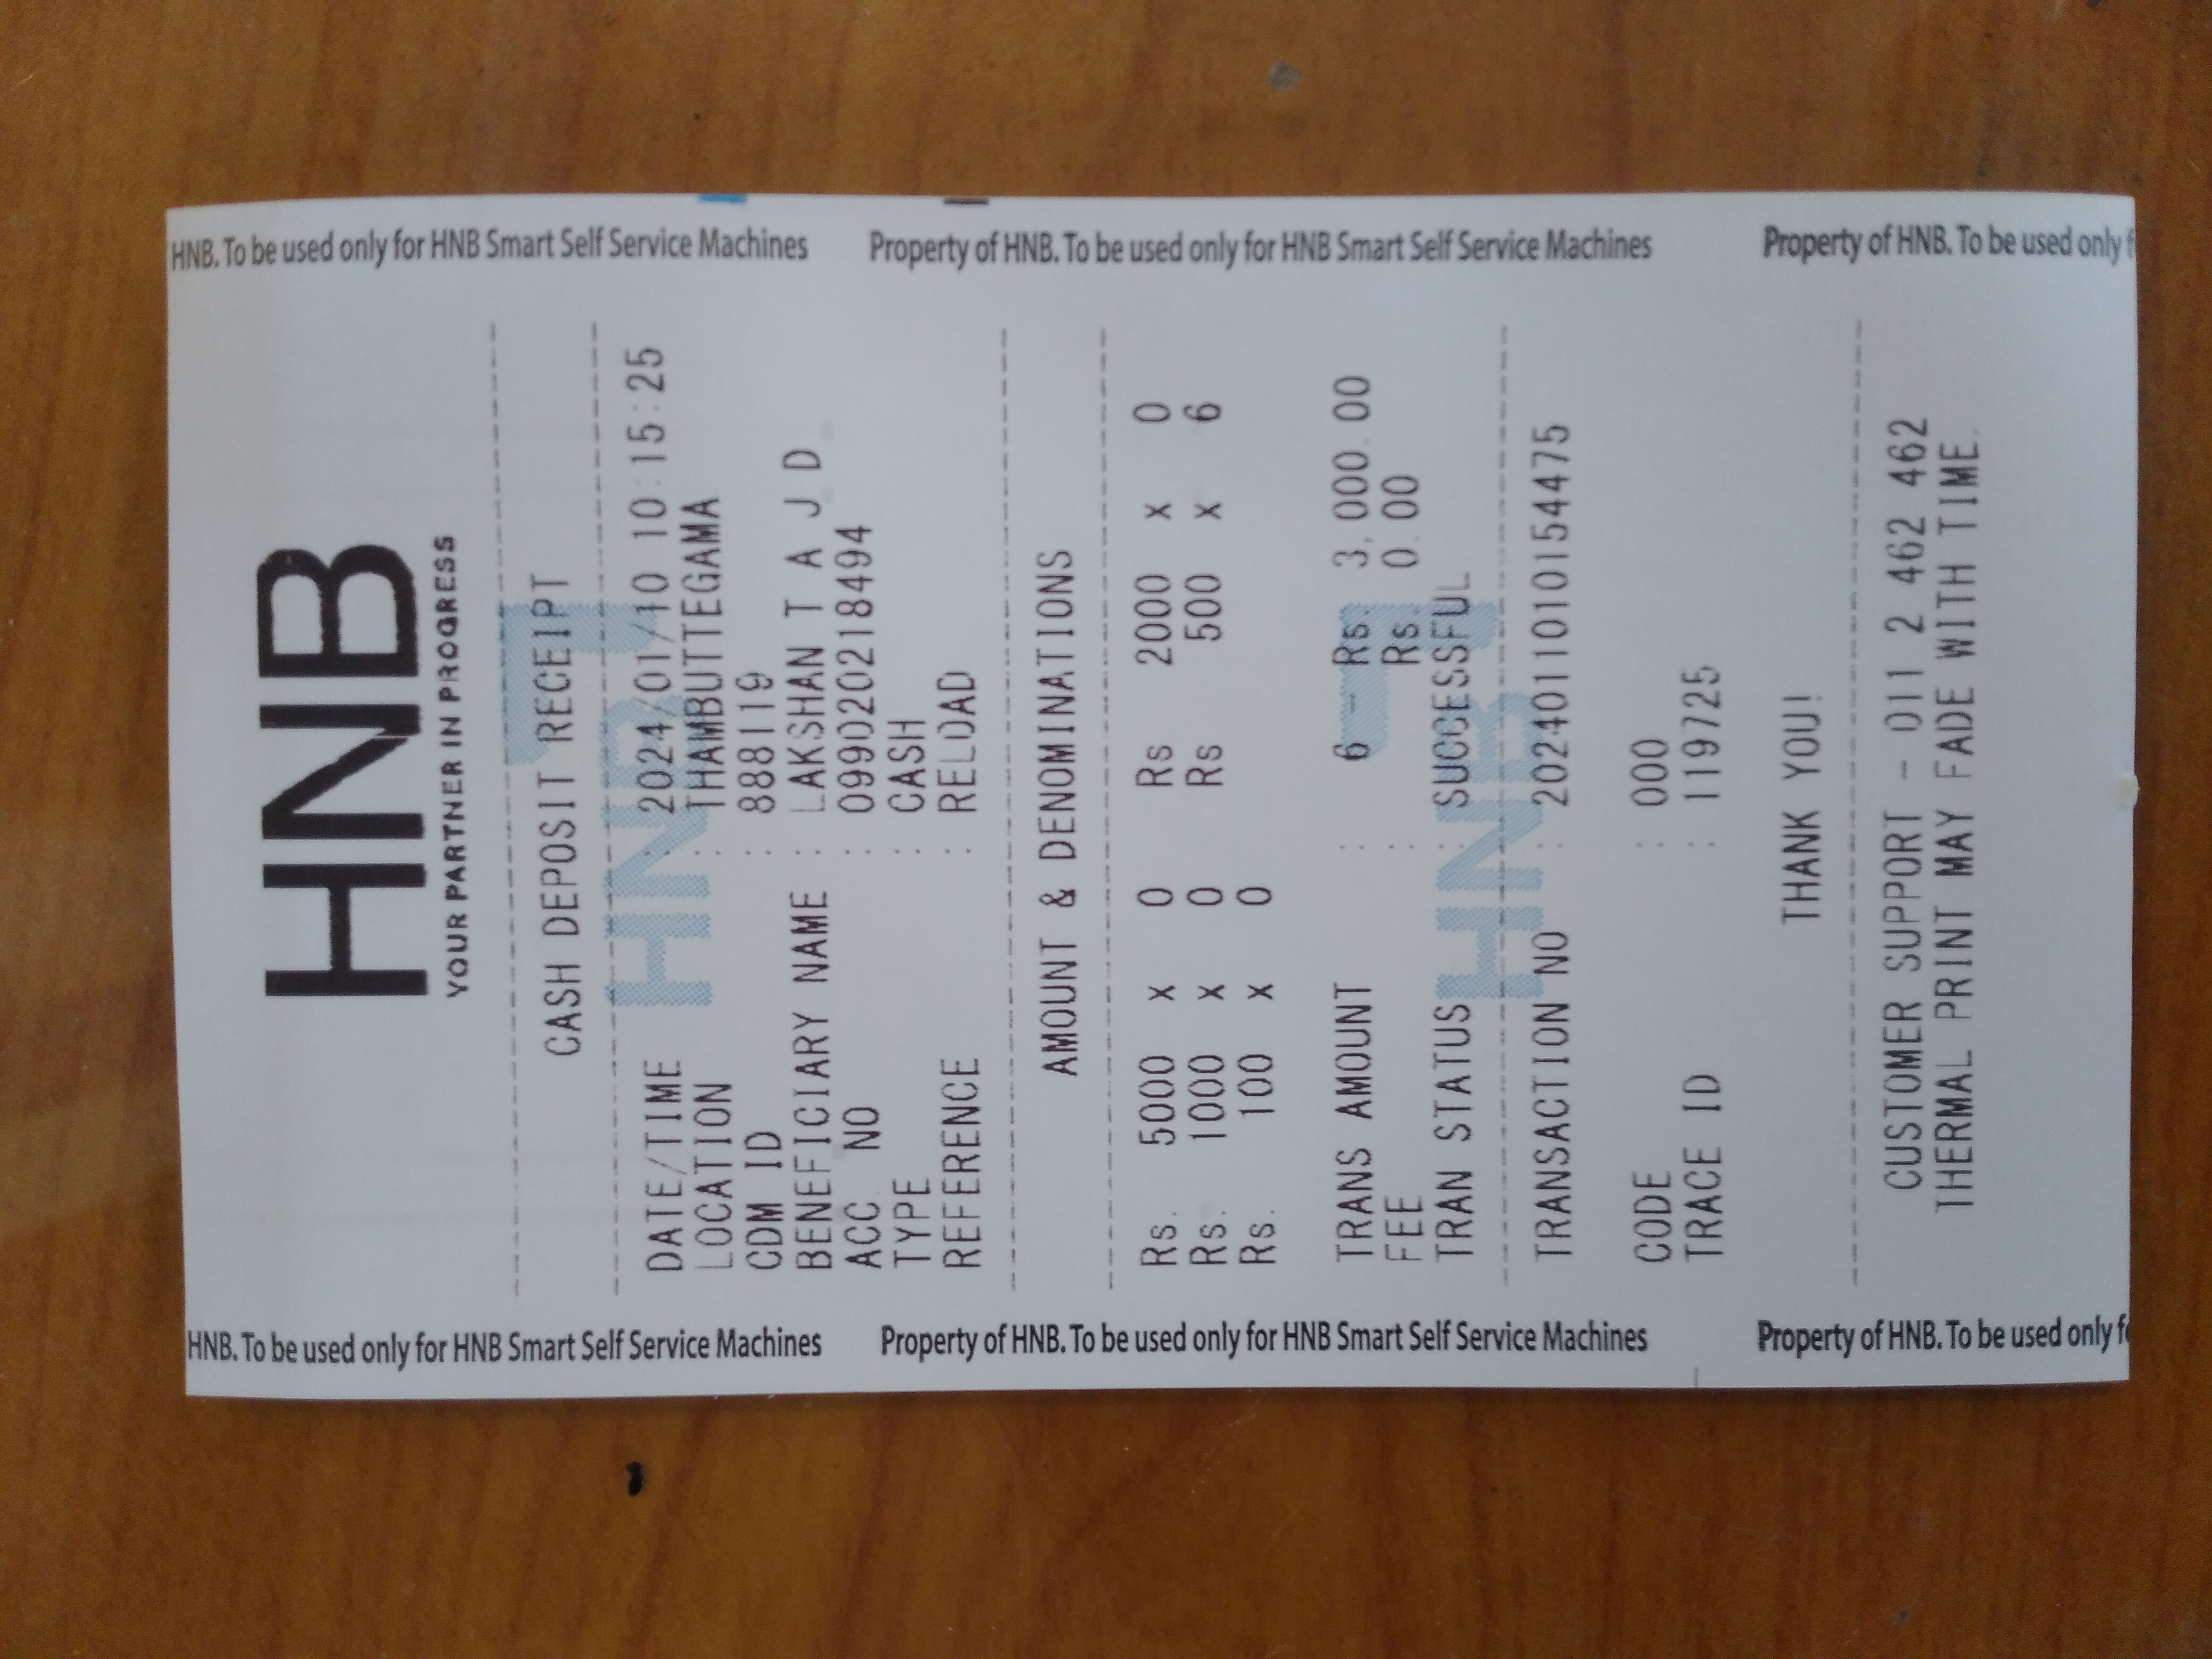 HNB. To be used only for HNB Smart Self Service Machines Property of HNB. To be used only for HNB Smart Self Service Machines Property of HNB. To be used only f
HNB
YOUR PARTNER IN PROGRESS
CASH DEPOSIT RECEIPT
DATE/TIME : 2024/01/10 10:15:25
LOCATION : THAMBUTTEGAMA
CDM ID : 888119
BENEFICIARY NAME : LAKSHAN T A J D
ACC. NO : 099020218494
TYPE : CASH
REFERENCE : RELOAD
AMOUNT & DENOMINATIONS
Rs. 5000 x 0 Rs 2000 x 0
Rs. 1000 x 0 Rs 500 x 6
Rs. 100 x 0
TRANS AMOUNT : 6 - Rs. 3,000.00
FEE : Rs. 0.00
TRAN STATUS : SUCCESSFUL
TRANSACTION NO : 20240110101154475
CODE : 000
TRACE ID : 119725
THANK YOU!
CUSTOMER SUPPORT - 011 2 462 462
THERMAL PRINT MAY FADE WITH TIME.
HNB
HNB
HNB. To be used only for HNB Smart Self Service Machines Property of HNB. To be used only for HNB Smart Self Service Machines Property of HNB. To be used only f